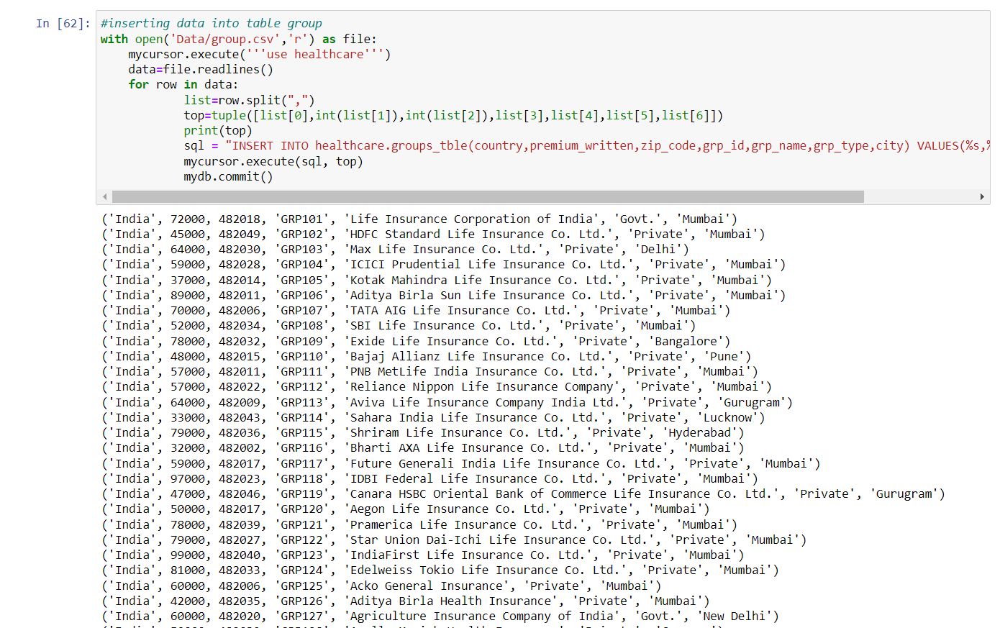 In [62]:
#inserting data into table group
with open('Data/group.csv','r') as file:
    mycursor.execute('''use healthcare''')
    data=file.readlines()
    for row in data:
            list=row.split(",")
            top=tuple([list[0],int(list[1]),int(list[2]),list[3],list[4],list[5],list[6]])
            print(top)
            sql = "INSERT INTO healthcare.groups_tble(country,premium_written,zip_code,grp_id,grp_name,grp_type,city) VALUES(%s,%
            mycursor.execute(sql, top)
            mydb.commit()
('India', 72000, 482018, 'GRP101', 'Life Insurance Corporation of India', 'Govt.', 'Mumbai')
('India', 45000, 482049, 'GRP102', 'HDFC Standard Life Insurance Co. Ltd.', 'Private', 'Mumbai')
('India', 64000, 482030, 'GRP103', 'Max Life Insurance Co. Ltd.', 'Private', 'Delhi')
('India', 59000, 482028, 'GRP104', 'ICICI Prudential Life Insurance Co. Ltd.', 'Private', 'Mumbai')
('India', 37000, 482014, 'GRP105', 'Kotak Mahindra Life Insurance Co. Ltd.', 'Private', 'Mumbai')
('India', 89000, 482011, 'GRP106', 'Aditya Birla Sun Life Insurance Co. Ltd.', 'Private', 'Mumbai')
('India', 70000, 482006, 'GRP107', 'TATA AIG Life Insurance Co. Ltd.', 'Private', 'Mumbai')
('India', 52000, 482034, 'GRP108', 'SBI Life Insurance Co. Ltd.', 'Private', 'Mumbai')
('India', 78000, 482032, 'GRP109', 'Exide Life Insurance Co. Ltd.', 'Private', 'Bangalore')
('India', 48000, 482015, 'GRP110', 'Bajaj Allianz Life Insurance Co. Ltd.', 'Private', 'Pune')
('India', 57000, 482011, 'GRP111', 'PNB MetLife India Insurance Co. Ltd.', 'Private', 'Mumbai')
('India', 57000, 482022, 'GRP112', 'Reliance Nippon Life Insurance Company', 'Private', 'Mumbai')
('India', 64000, 482009, 'GRP113', 'Aviva Life Insurance Company India Ltd.', 'Private', 'Gurugram')
('India', 33000, 482043, 'GRP114', 'Sahara India Life Insurance Co. Ltd.', 'Private', 'Lucknow')
('India', 79000, 482036, 'GRP115', 'Shriram Life Insurance Co. Ltd.', 'Private', 'Hyderabad')
('India', 32000, 482002, 'GRP116', 'Bharti AXA Life Insurance Co. Ltd.', 'Private', 'Mumbai')
('India', 59000, 482017, 'GRP117', 'Future Generali India Life Insurance Co. Ltd.', 'Private', 'Mumbai')
('India', 97000, 482023, 'GRP118', 'IDBI Federal Life Insurance Co. Ltd.', 'Private', 'Mumbai')
('India', 47000, 482046, 'GRP119', 'Canara HSBC Oriental Bank of Commerce Life Insurance Co. Ltd.', 'Private', 'Gurugram')
('India', 50000, 482017, 'GRP120', 'Aegon Life Insurance Co. Ltd.', 'Private', 'Mumbai')
('India', 78000, 482039, 'GRP121', 'Pramerica Life Insurance Co. Ltd.', 'Private', 'Mumbai')
('India', 79000, 482027, 'GRP122', 'Star Union Dai-Ichi Life Insurance Co. Ltd.', 'Private', 'Mumbai')
('India', 99000, 482040, 'GRP123', 'IndiaFirst Life Insurance Co. Ltd.', 'Private', 'Mumbai')
('India', 81000, 482033, 'GRP124', 'Edelweiss Tokio Life Insurance Co. Ltd.', 'Private', 'Mumbai')
('India', 60000, 482006, 'GRP125', 'Acko General Insurance', 'Private', 'Mumbai')
('India', 42000, 482035, 'GRP126', 'Aditya Birla Health Insurance', 'Private', 'Mumbai')
('India', 60000, 482020, 'GRP127', 'Agriculture Insurance Company of India', 'Govt.', 'New Delhi')